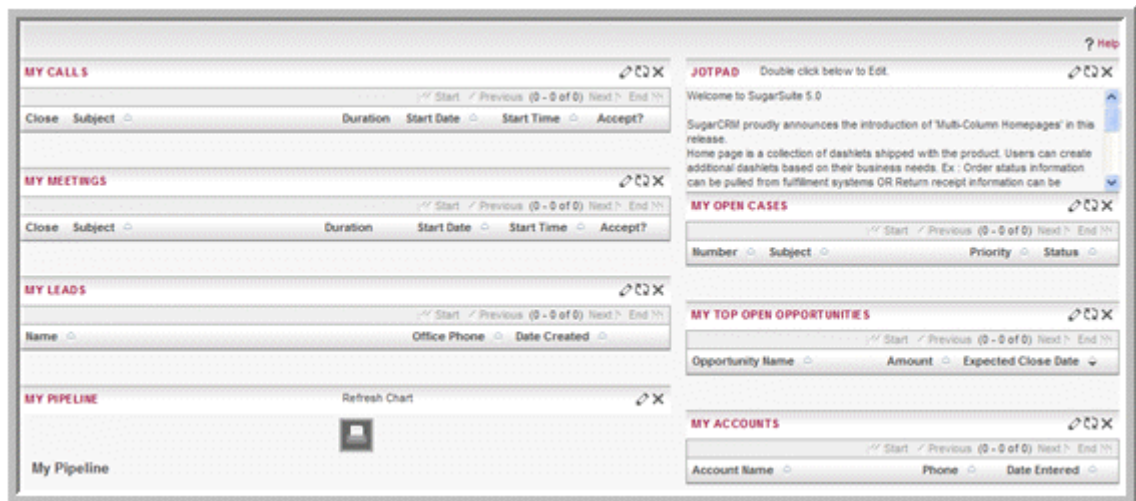 ? Help
MY CALLS
Start Previous (0 - 0 of 0) Next End
Close Subject Duration Start Date Start Time Accept?
MY MEETINGS
Start Previous (0 - 0 of 0) Next End
Close Subject Duration Start Date Start Time Accept?
MY LEADS
Start Previous (0 - 0 of 0) Next End
Name Office Phone Date Created
MY PIPELINE Refresh Chart
My Pipeline
JOTPAD Double click below to Edit.
Welcome to SugarSuite 5.0
SugarCRM proudly announces the introduction of 'Multi-Column Homepages' in this
release.
Home page is a collection of dashlets shipped with the product. Users can create
additional dashlets based on their business needs. Ex : Order status information
can be pulled from fulfillment systems OR Return receipt information can be
MY OPEN CASES
Start Previous (0 - 0 of 0) Next End
Number Subject Priority Status
MY TOP OPEN OPPORTUNITIES
Start Previous (0 - 0 of 0) Next End
Opportunity Name Amount Expected Close Date
MY ACCOUNTS
Start Previous (0 - 0 of 0) Next End
Account Name Phone Date Entered